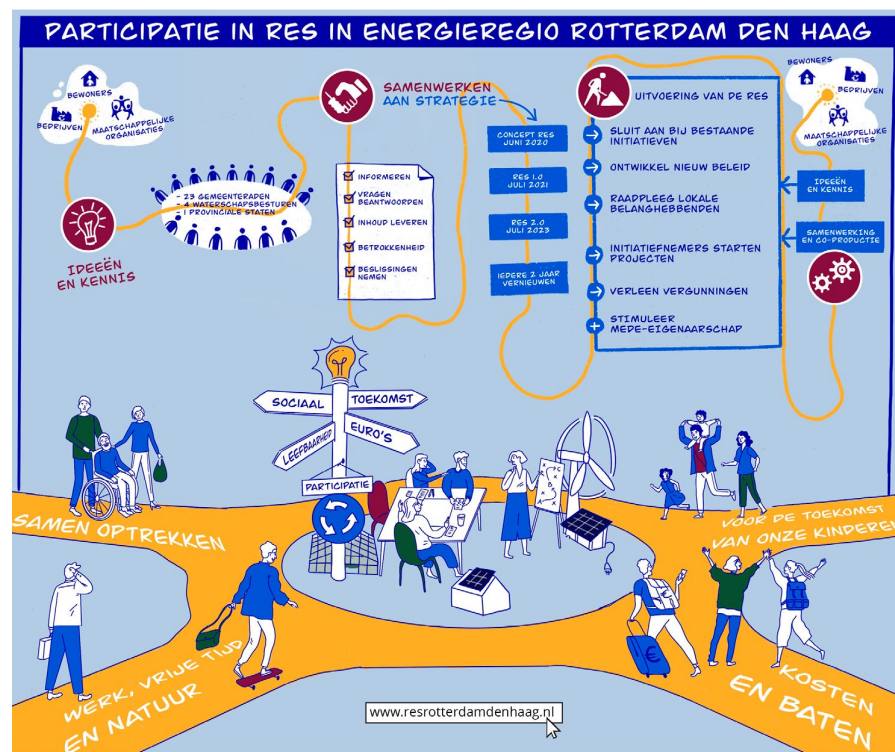 PARTICIPATIE IN RES IN ENERGIEREGIO ROTTERDAM DEN HAAG
BEWONERS
BEDRIJVEN
MAATSCHAPPELIJKE
ORGANISATIES
IDEEËN
EN KENNIS
- 23 GEMEENTERADEN
- 4 WATERSCHAPSBESTUREN
- 1 PROVINCIALE STATEN
SAMENWERKEN
AAN STRATEGIE
INFORMEREN
VRAGEN
BEANTWOORDEN
INHOUD LEVEREN
BETROKKENHEID
BESLISSINGEN
NEMEN
CONCEPT RES
JUNI 2020
RES 1.0
JULI 2021
RES 2.0
JULI 2023
IEDERE 2 JAAR
VERNIEUWEN
UITVOERING VAN DE RES
SLUIT AAN BIJ BESTAANDE
INITIATIEVEN
ONTWIKKEL NIEUW BELEID
RAADPLEEG LOKALE
BELANGHEBBENDEN
INITIATIEFNEMERS STARTEN
PROJECTEN
VERLEEN VERGUNNINGEN
STIMULEER
MEDE-EIGENAARSCHAP
BEWONERS
BEDRIJVEN
MAATSCHAPPELIJKE
ORGANISATIES
IDEEËN
EN KENNIS
SAMENWERKING
EN CO-PRODUCTIE
SOCIAAL
TOEKOMST
LEEFBAARHEID
EURO'S
PARTICIPATIE
SAMEN OPTREKKEN
VOOR DE TOEKOMST
VAN ONZE KINDEREN
WERK, VRIJE TIJD
EN NATUUR
€
KOSTEN
EN BATEN
www.resrotterdamdenhaag.nl